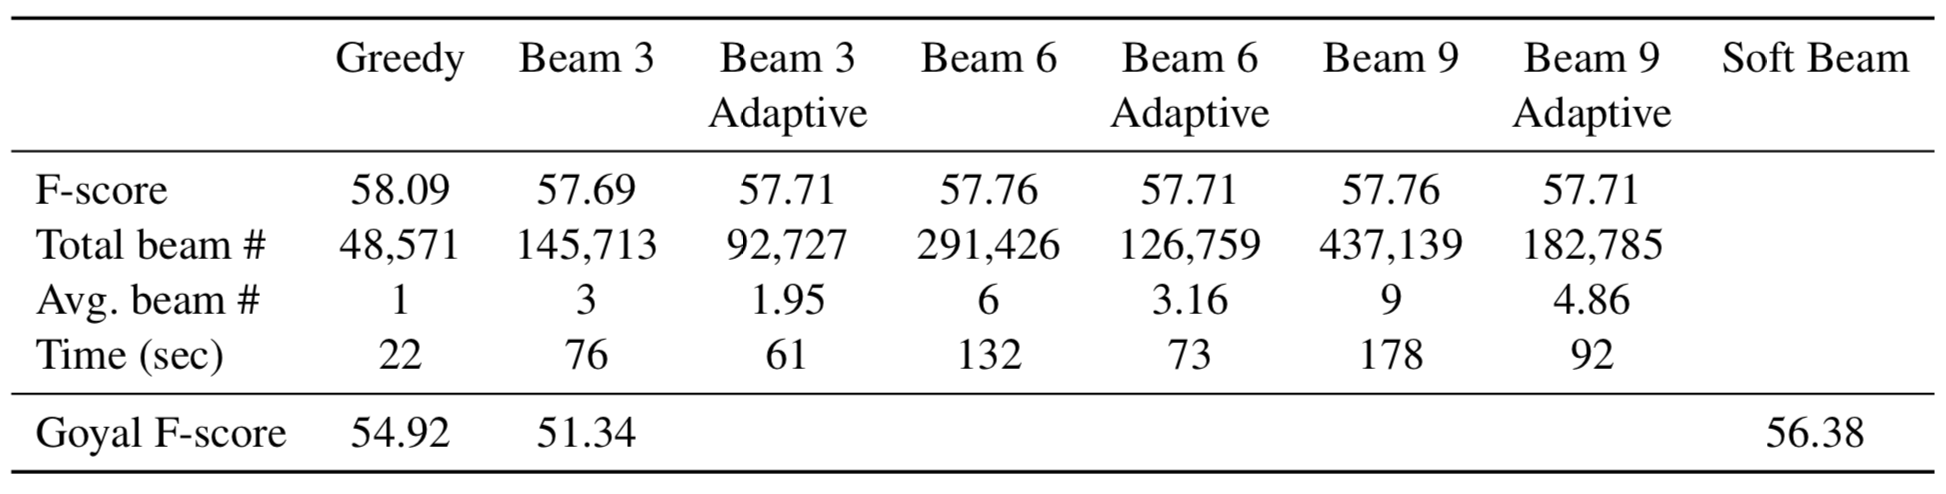 Greedy Beam 3 Beam 3 Beam 6 Beam 6 Beam 9 Beam 9 Soft Beam
Adaptive Adaptive Adaptive
F-score 58.09 57.69 57.71 57.76 57.71 57.76 57.71
Total beam # 48,571 145,713 92,727 291,426 126,759 437,139 182,785
Avg. beam # 1 3 1.95 6 3.16 9 4.86
Time (sec) 22 76 61 132 73 178 92
Goyal F-score 54.92 51.34 56.38